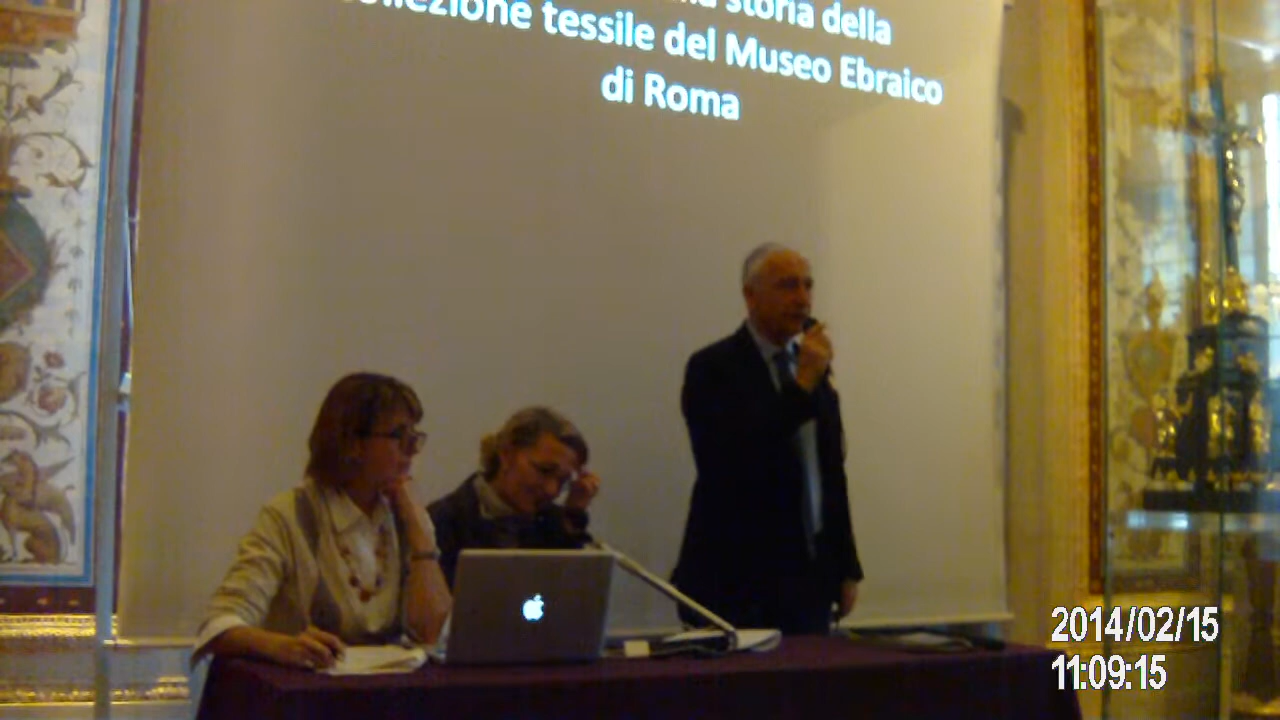 storia della
collezione tessile del Museo Ebraico
di Roma
2014/02/15
11:09:15